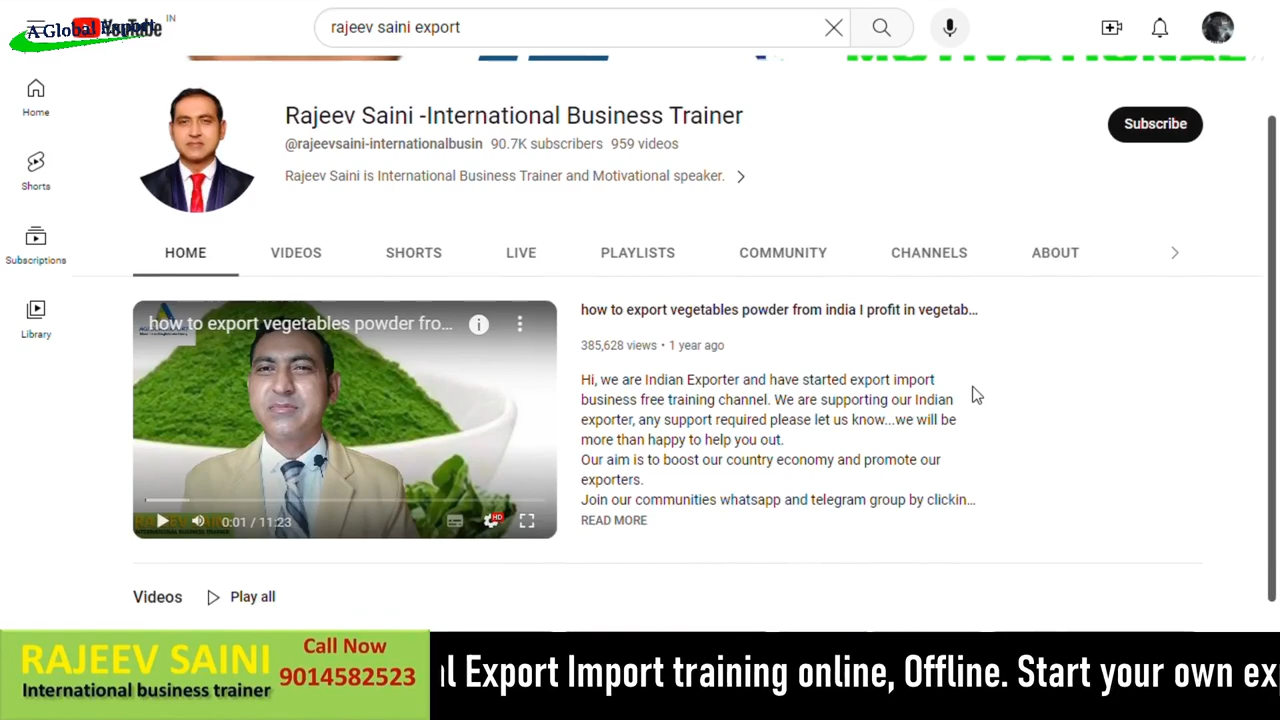 A Global Export
YouTube
IN
rajeev saini export
Home
Shorts
Subscriptions
Library
Rajeev Saini -International Business Trainer
@rajeevsaini-internationalbusin 90.7K subscribers 959 videos
Rajeev Saini is International Business Trainer and Motivational speaker.
Subscribe
HOME VIDEOS SHORTS LIVE PLAYLISTS COMMUNITY CHANNELS ABOUT
how to export vegetables powder fro...
0:01 / 11:23
HD
how to export vegetables powder from india I profit in vegetab...
385,628 views • 1 year ago
Hi, we are Indian Exporter and have started export import
business free training channel. We are supporting our Indian
exporter, any support required please let us know...we will be
more than happy to help you out.
Our aim is to boost our country economy and promote our
exporters.
Join our communities whatsapp and telegram group by clickin...
READ MORE
Videos Play all
RAJEEV SAINI
International business trainer
Call Now
9014582523
l Export Import training online, Offline. Start your own ex